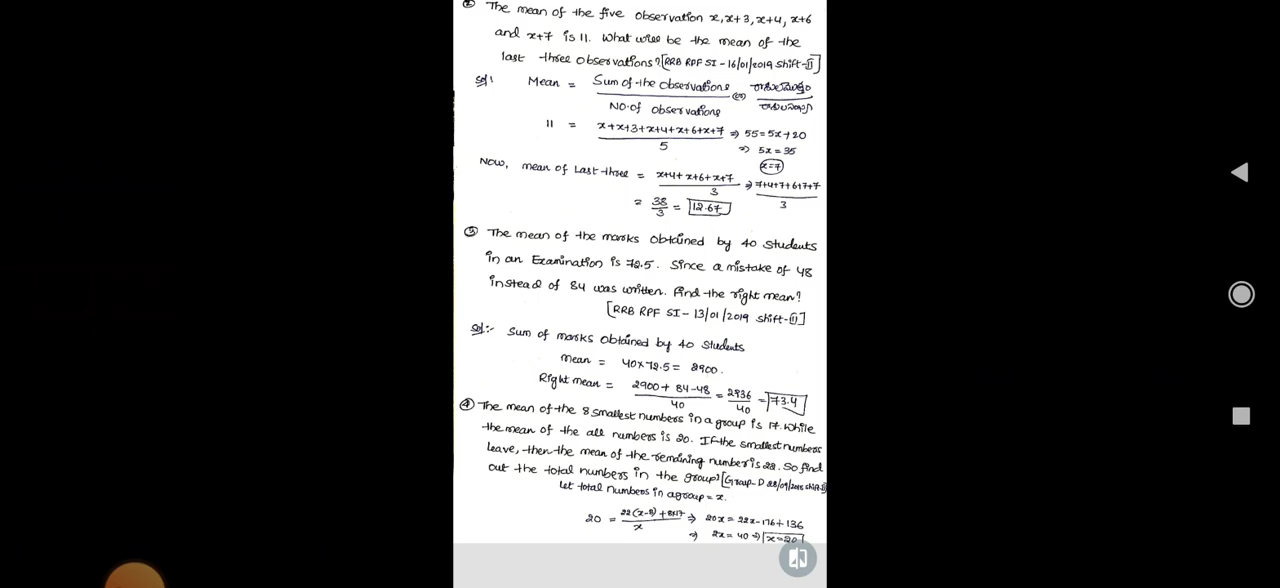 ② The mean of the five observation x, x+3, x+4, x+6
and x+7 is 11. What will be the mean of the
last three observations? [RRB RPF SI - 16/01/2019 shift-II]
Sol: Mean = Sum of the observations / No. of observations (or)
11 = x+x+3+x+4+x+6+x+7 / 5 ⇒ 55=5x+20
⇒ 5x = 35
x=7
Now, mean of Last three = x+4+x+6+x+7 / 3 ⇒ 7+4+7+6+7+7 / 3
= 38/3 = 12.67
③ The mean of the marks obtained by 40 students
in an Examination is 72.5. Since a mistake of 48
instead of 84 was written. Find the right mean?
[RRB RPF SI - 13/01/2019 shift-II]
Sol:- Sum of marks obtained by 40 students
mean = 40×72.5 = 2900.
Right mean = 2900+84-48 / 40 = 2936 / 40 = 73.4
④ The mean of the 8 smallest numbers in a group is 17. While
the mean of the all numbers is 20. If the smallest numbers
leave, then the mean of the remaining number is 22. So find
out the total numbers in the group? [Group-D shift-II]
let total numbers in a group = x.
20 = 22(x-8)+8×17 / x ⇒ 20x = 22x-176+136
⇒ 2x = 40 ⇒ x=20